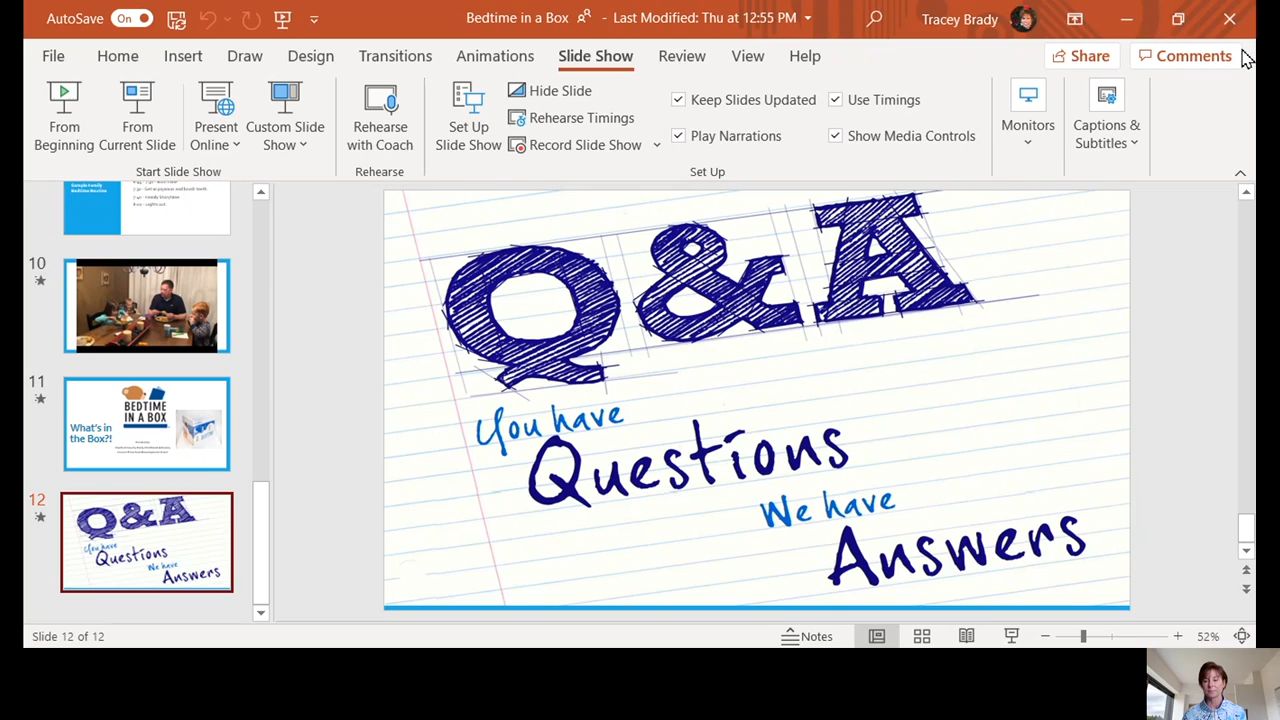 AutoSave On Bedtime in a Box - Last Modified: Thu at 12:55 PM Tracey Brady
File Home Insert Draw Design Transitions Animations Slide Show Review View Help Share Comments
From Beginning
From Current Slide
Present Online
Custom Slide Show
Start Slide Show
Rehearse with Coach
Rehearse
Set Up Slide Show
Hide Slide
Rehearse Timings
Record Slide Show
Keep Slides Updated
Play Narrations
Use Timings
Show Media Controls
Set Up
Monitors
Captions & Subtitles
10
11
What's in
the Box?!
BEDTIME
IN A BOX
12
Q&A
You have
Questions
We have
Answers
Q&A
You have
Questions
We have
Answers
Slide 12 of 12 Notes 52%